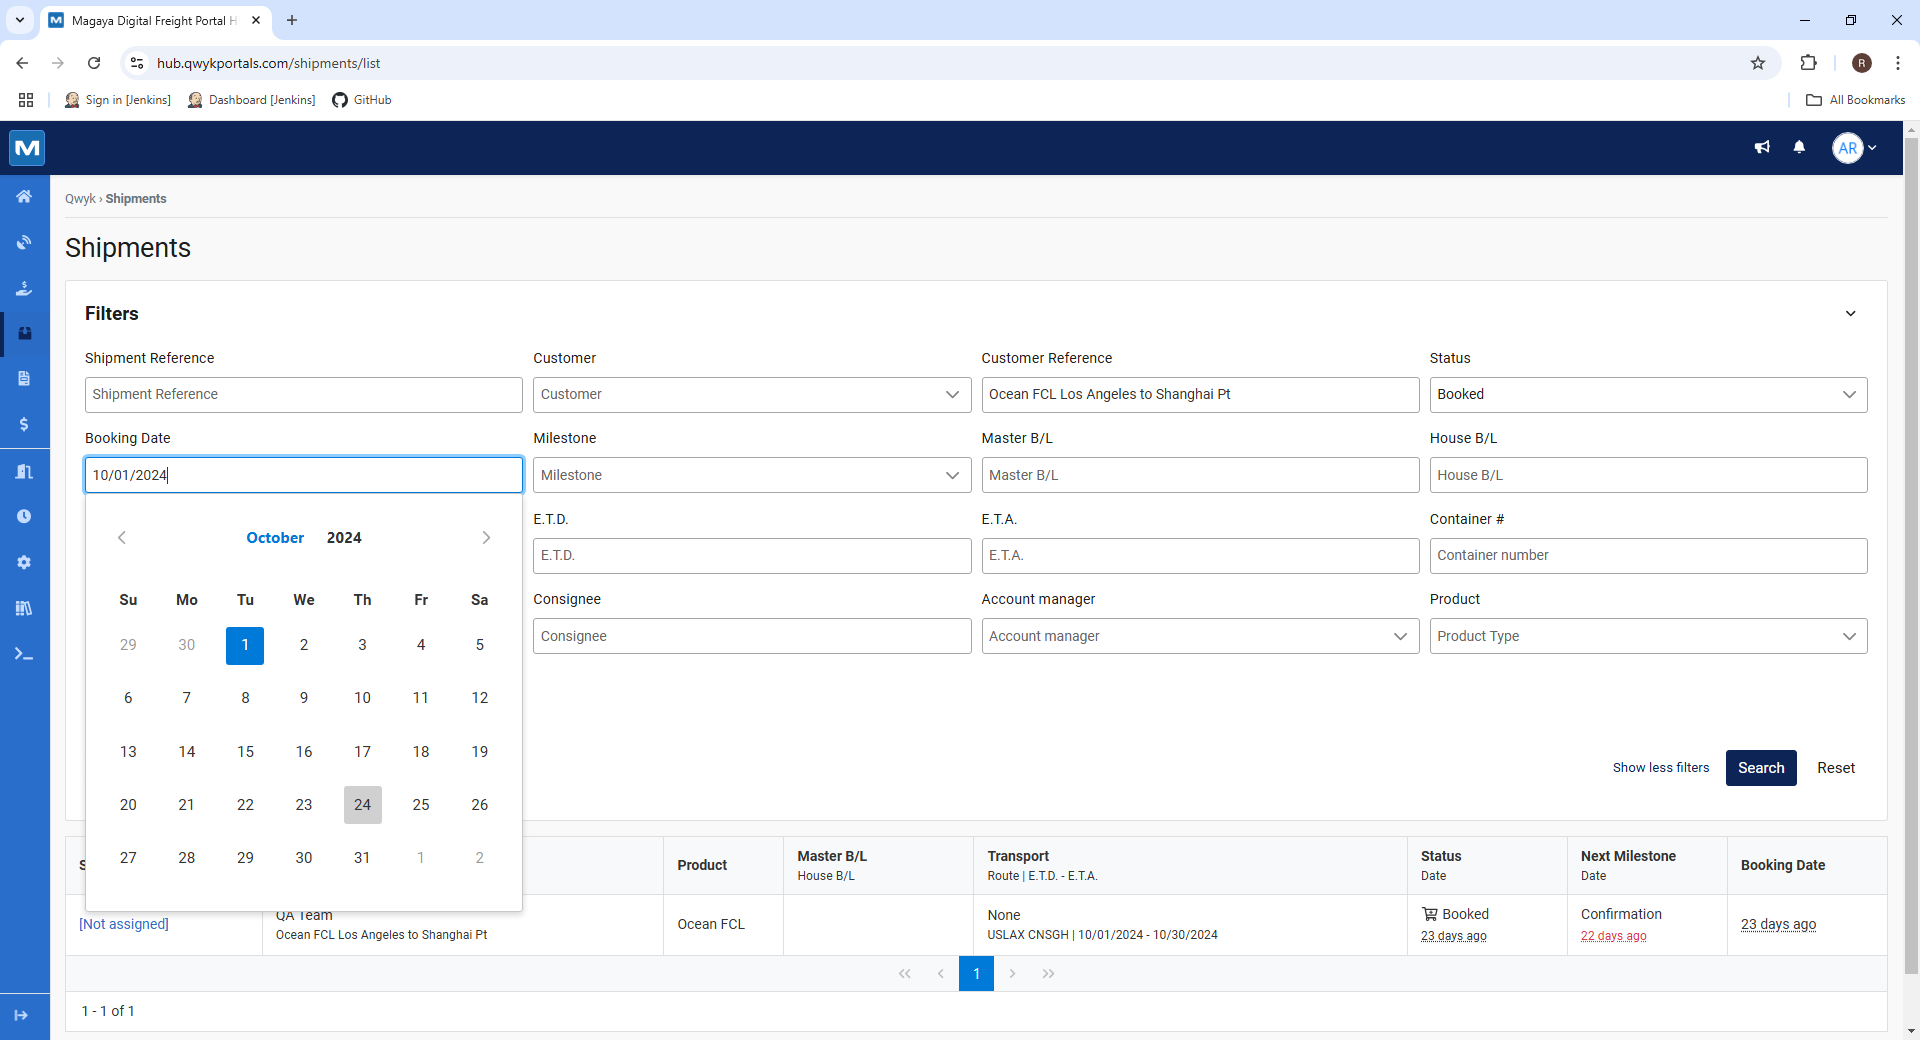 Magaya Digital Freight Portal H
hub.qwykportals.com/shipments/list
R
Sign in [Jenkins]
Dashboard [Jenkins]
GitHub
All Bookmarks
M
AR
Qwyk › Shipments
Shipments
Filters
Shipment Reference
Customer
Customer Reference
Status
Shipment Reference
Customer
Ocean FCL Los Angeles to Shanghai Pt
Booked
Booking Date
Milestone
Master B/L
House B/L
10/01/2024
Milestone
Master B/L
House B/L
October 2024
E.T.D.
E.T.A.
Container #
E.T.D.
E.T.A.
Container number
Consignee
Account manager
Product
Consignee
Account manager
Product Type
Su Mo Tu We Th Fr Sa
29 30 1 2 3 4 5
6 7 8 9 10 11 12
13 14 15 16 17 18 19
20 21 22 23 24 25 26
27 28 29 30 31 1 2
Show less filters
Search
Reset
Product
Master B/L
House B/L
Transport
Route | E.T.D. - E.T.A.
Status
Date
Next Milestone
Date
Booking Date
[Not assigned]
QA Team
Ocean FCL Los Angeles to Shanghai Pt
Ocean FCL
None
USLAX CNSGH | 10/01/2024 - 10/30/2024
Booked
23 days ago
Confirmation
22 days ago
23 days ago
1
1 - 1 of 1